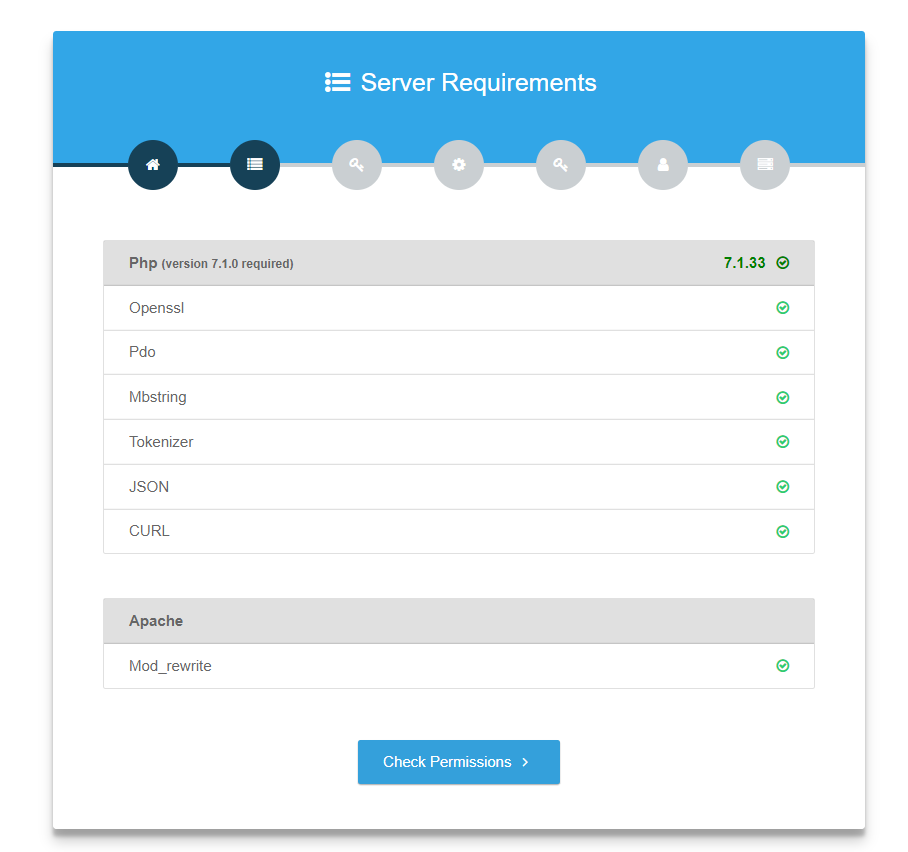 Server Requirements
Php (version 7.1.0 required) 7.1.33
Openssl
Pdo
Mbstring
Tokenizer
JSON
CURL
Apache
Mod_rewrite
Check Permissions